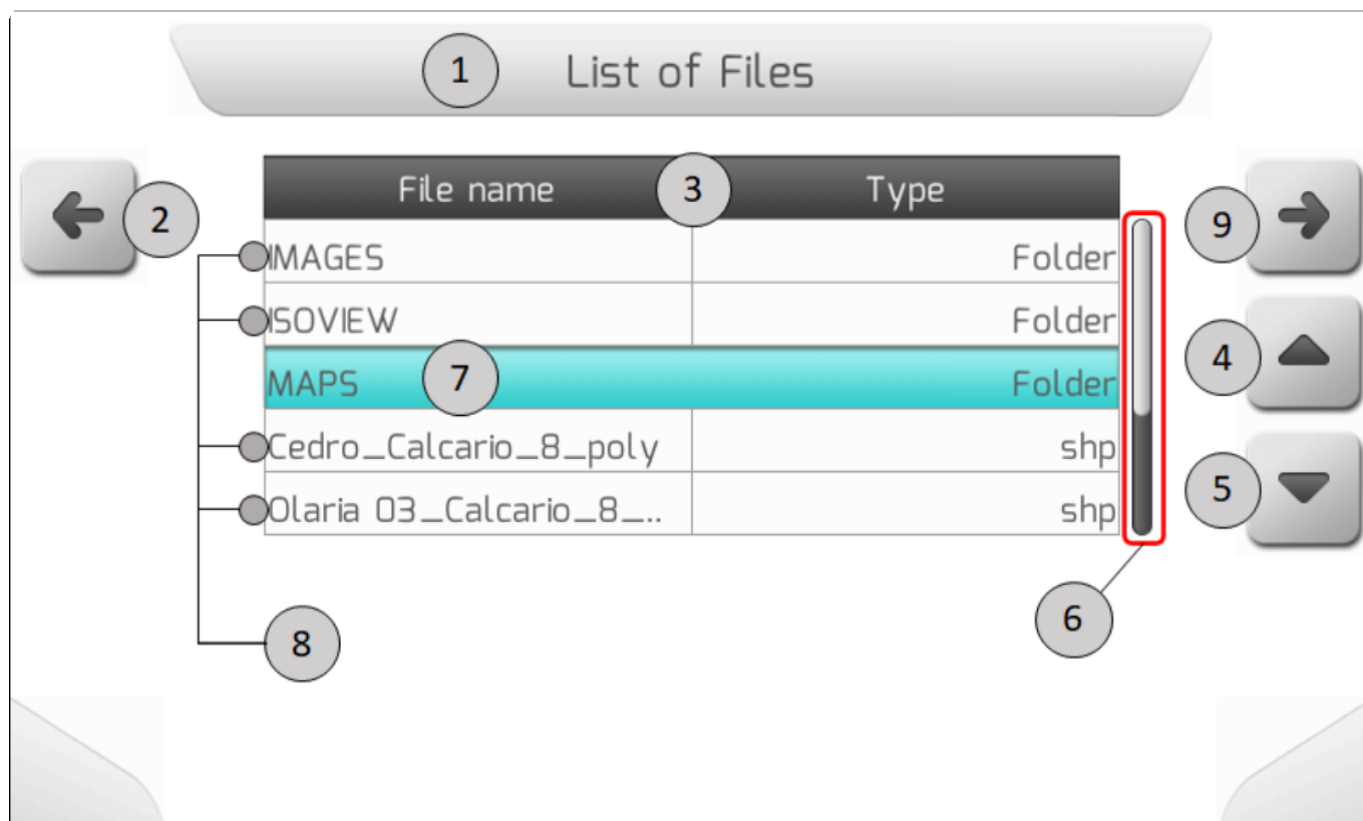 1 List of Files
File name 3 Type
2 9
IMAGES Folder
ISOVIEW Folder
4
MAPS 7 Folder
Cedro_Calcario_8_poly shp
5
Olaria 03_Calcario_8_.. shp
6
8